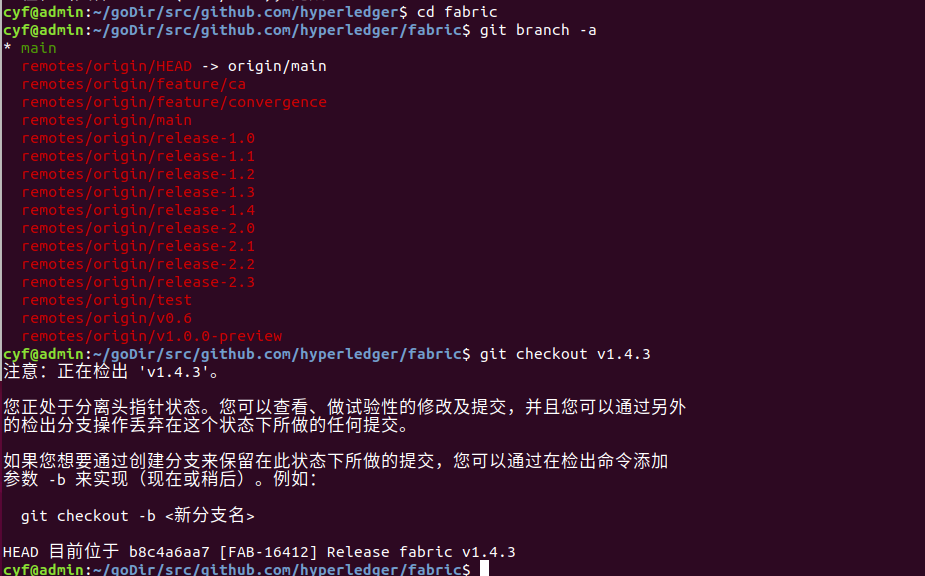 cyf@admin:~/goDir/src/github.com/hyperledger$ cd fabric
cyf@admin:~/goDir/src/github.com/hyperledger/fabric$ git branch -a
* main
  remotes/origin/HEAD -> origin/main
  remotes/origin/feature/ca
  remotes/origin/feature/convergence
  remotes/origin/main
  remotes/origin/release-1.0
  remotes/origin/release-1.1
  remotes/origin/release-1.2
  remotes/origin/release-1.3
  remotes/origin/release-1.4
  remotes/origin/release-2.0
  remotes/origin/release-2.1
  remotes/origin/release-2.2
  remotes/origin/release-2.3
  remotes/origin/test
  remotes/origin/v0.6
  remotes/origin/v1.0.0-preview
cyf@admin:~/goDir/src/github.com/hyperledger/fabric$ git checkout v1.4.3
注意：正在检出 'v1.4.3'。
您正处于分离头指针状态。您可以查看、做试验性的修改及提交，并且您可以通过另外
的检出分支操作丢弃在这个状态下所做的任何提交。
如果您想要通过创建分支来保留在此状态下所做的提交，您可以通过在检出命令添加
参数 -b 来实现（现在或稍后）。例如：
  git checkout -b <新分支名>
HEAD 目前位于 b8c4a6aa7 [FAB-16412] Release fabric v1.4.3
cyf@admin:~/goDir/src/github.com/hyperledger/fabric$